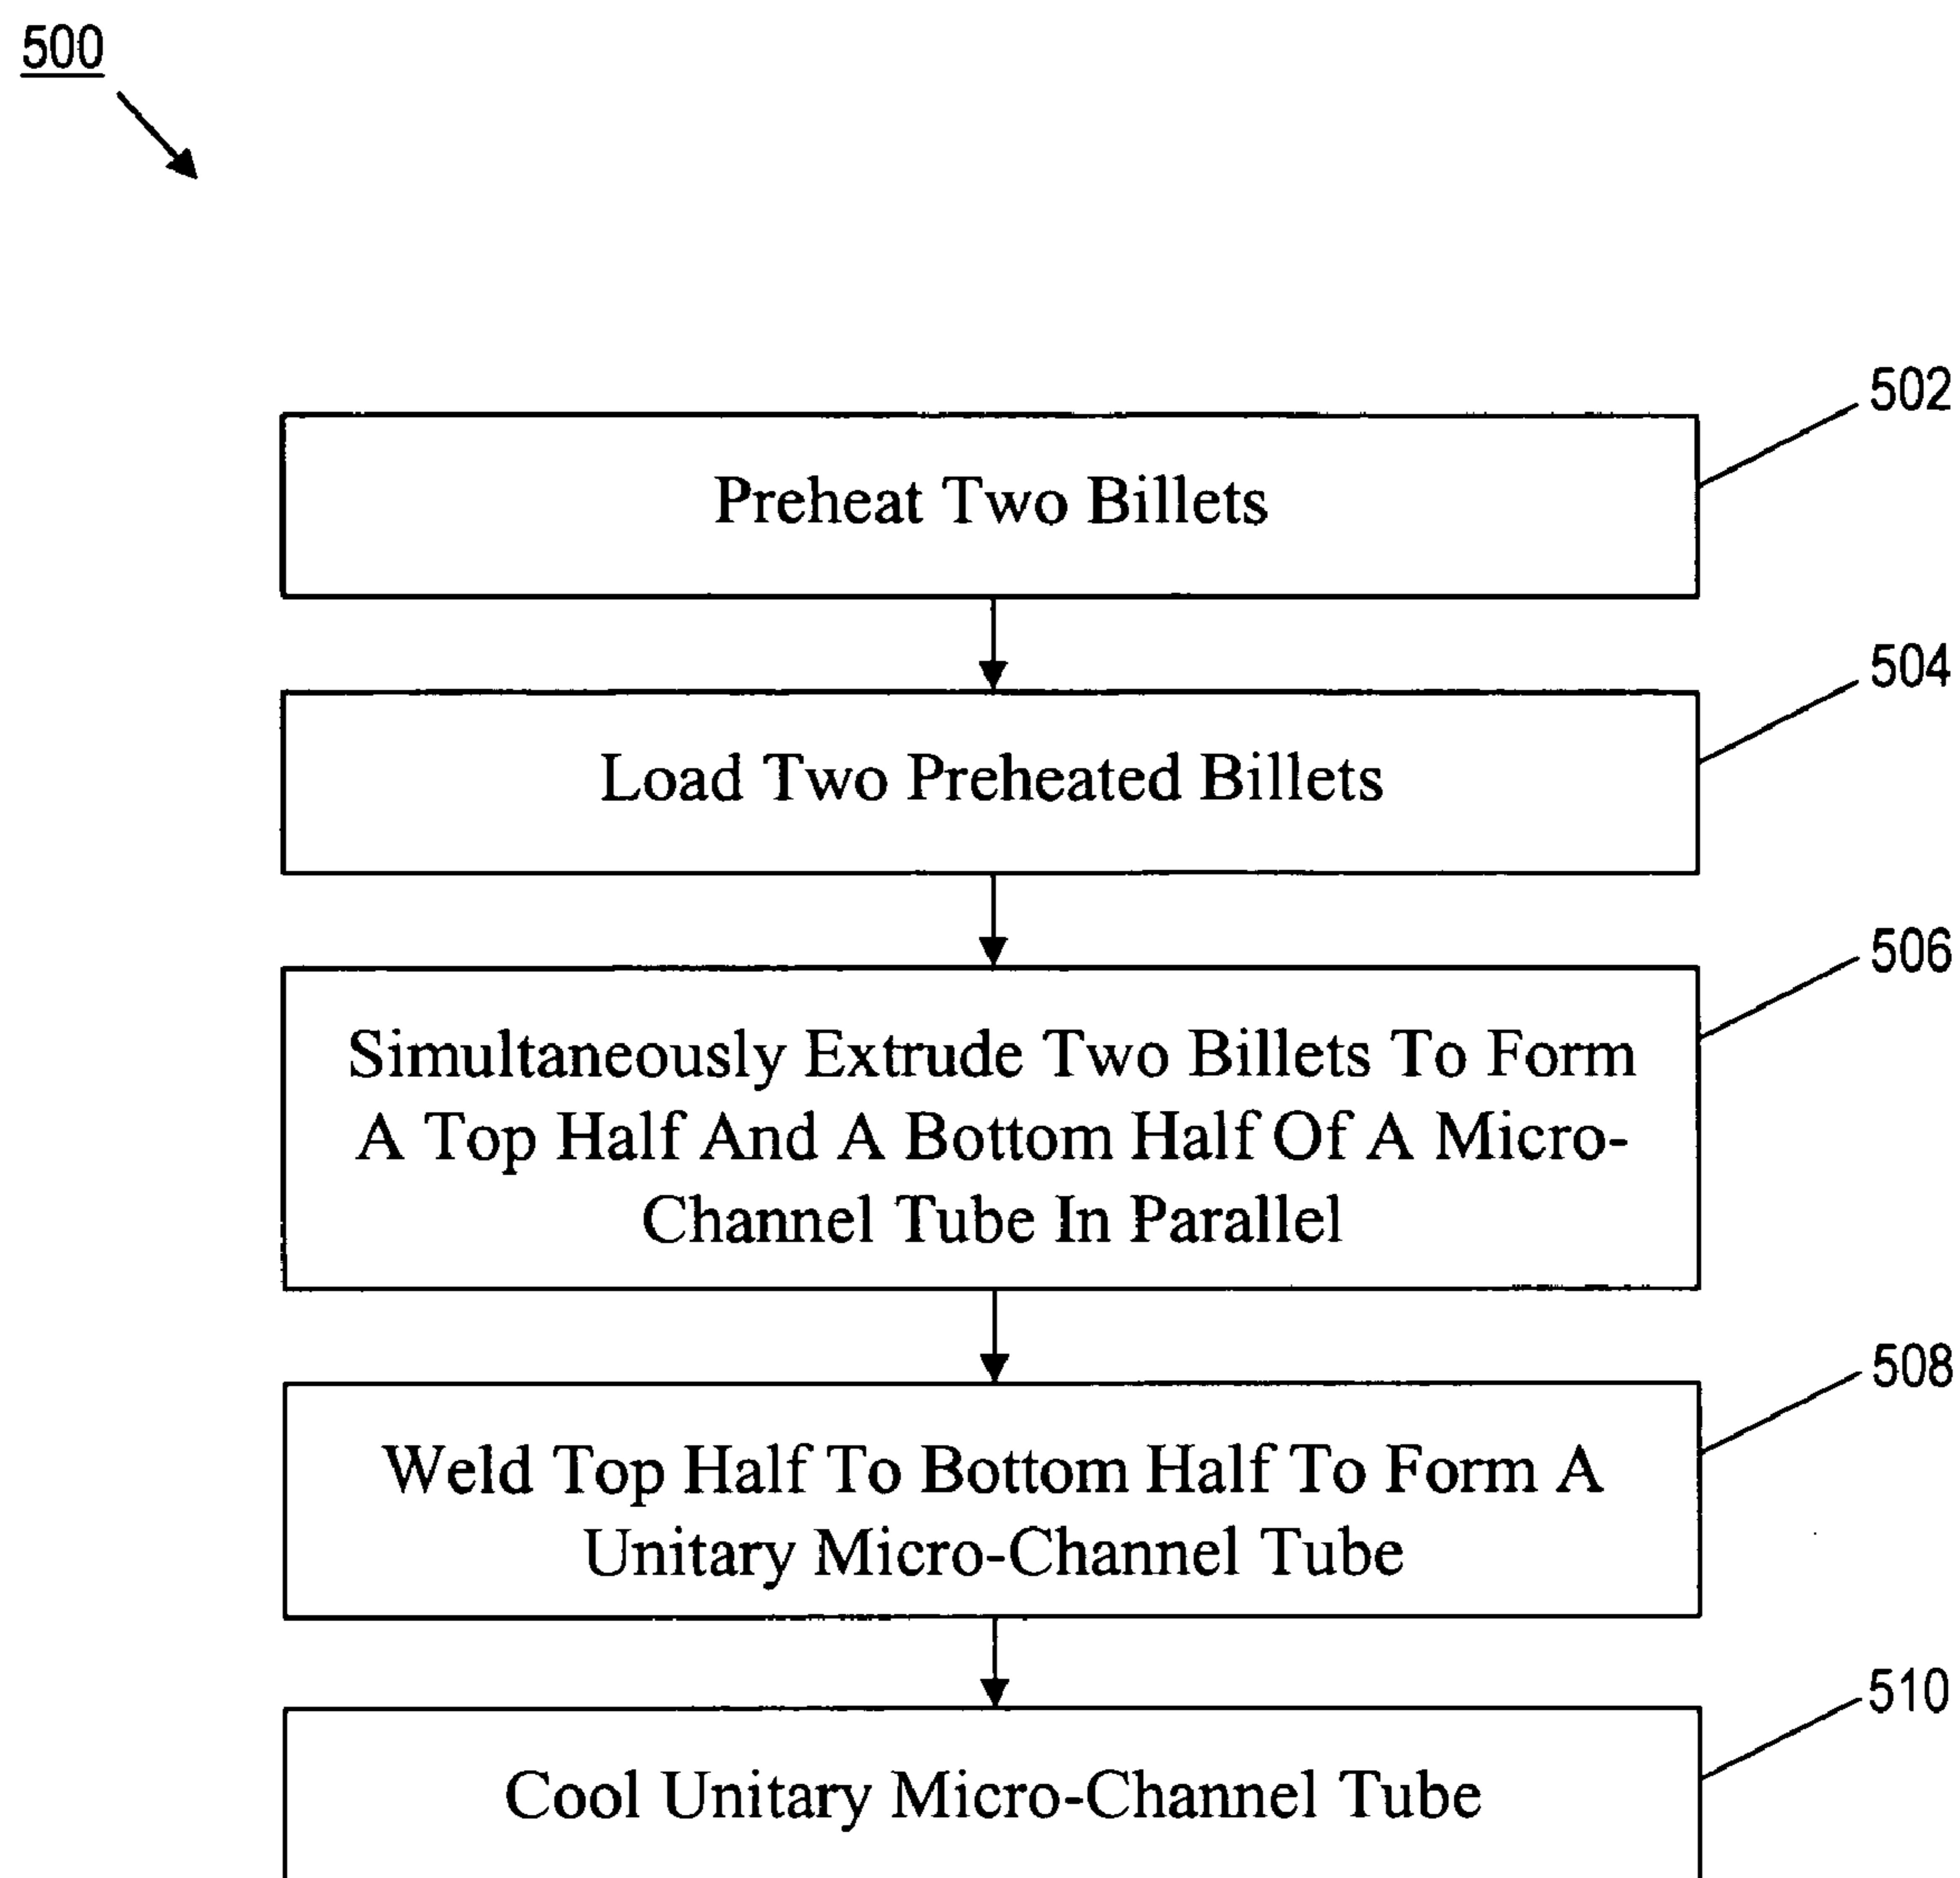 500
502
Preheat Two Billets
504
Load Two Preheated Billets
506
Simultaneously Extrude Two Billets To Form
A Top Half And A Bottom Half Of A Micro-
Channel Tube In Parallel
508
Weld Top Half To Bottom Half To Form A
Unitary Micro-Channel Tube
510
Cool Unitary Micro-Channel Tube